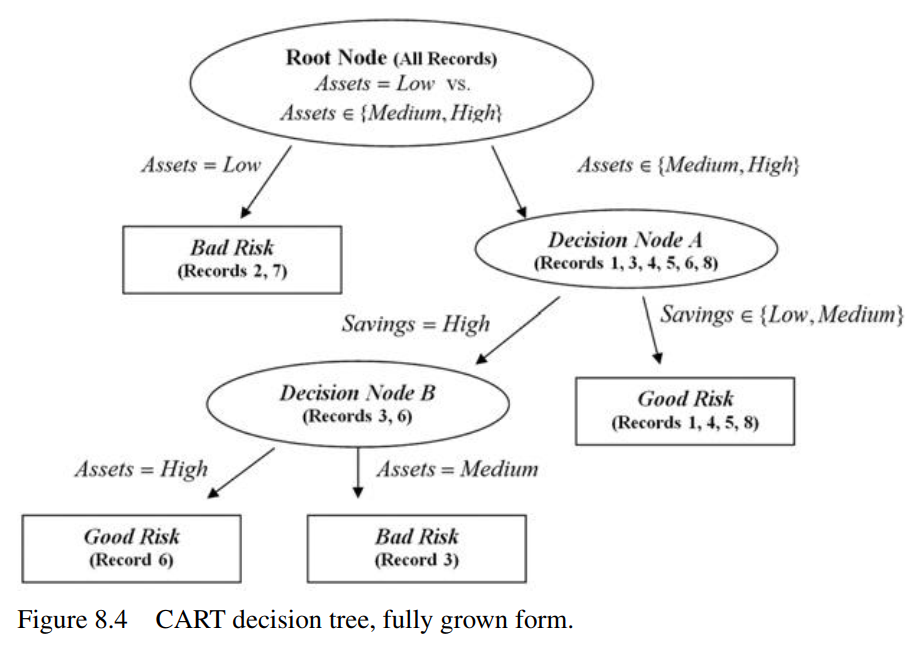 Root Node (All Records)
Assets = Low vs.
Assets ∈ {Medium, High}
Assets = Low
Assets ∈ {Medium, High}
Bad Risk
(Records 2, 7)
Decision Node A
(Records 1, 3, 4, 5, 6, 8)
Savings = High
Savings ∈ {Low, Medium}
Decision Node B
(Records 3, 6)
Good Risk
(Records 1, 4, 5, 8)
Assets = High
Assets = Medium
Good Risk
(Record 6)
Bad Risk
(Record 3)
Figure 8.4 CART decision tree, fully grown form.